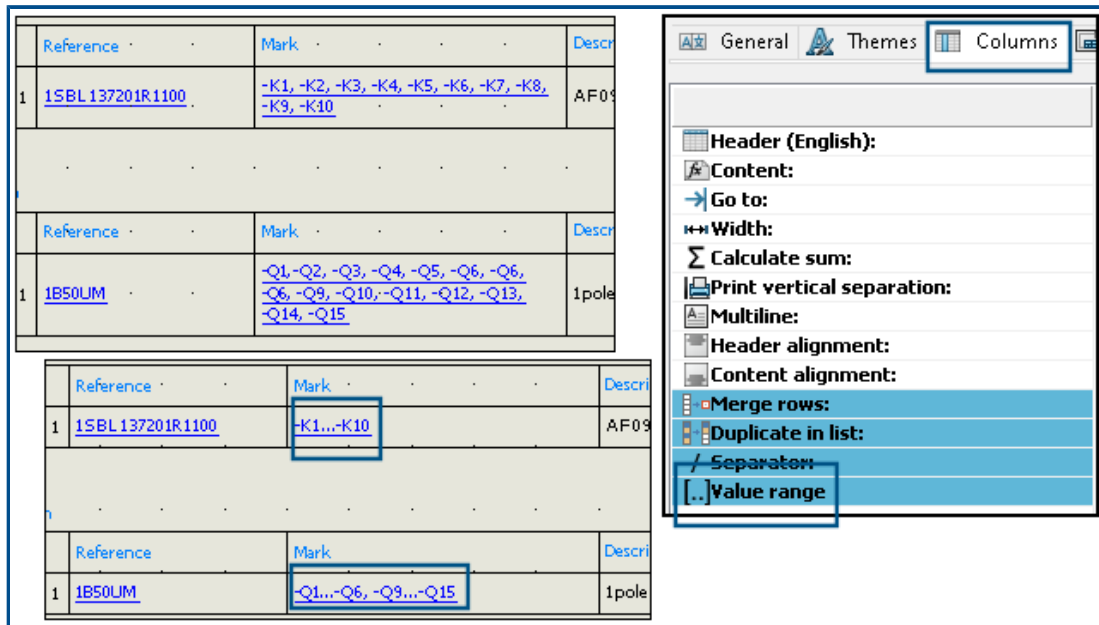 Reference Mark Descr
1 1SBL137201R1100 -K1, -K2, -K3, -K4, -K5, -K6, -K7, -K8,
-K9, -K10 AF09
Reference Mark Descr
-Q1,-Q2, -Q3, -Q4, -Q5, -Q6, -Q6,
1 1B50UM -Q6, -Q9, -Q10,-Q11, -Q12, -Q13, 1pole
-Q14, -Q15
Reference Mark Descri
1 1SBL137201R1100 -K1...-K10 AF09
Reference Mark Descri
1 1B50UM -Q1...-Q6, -Q9...-Q15 1pole
General Themes Columns
Header (English):
Content:
Go to:
Width:
Σ Calculate sum:
Print vertical separation:
Multiline:
Header alignment:
Content alignment:
Merge rows:
Duplicate in list:
/ Separator:
[..]Value range